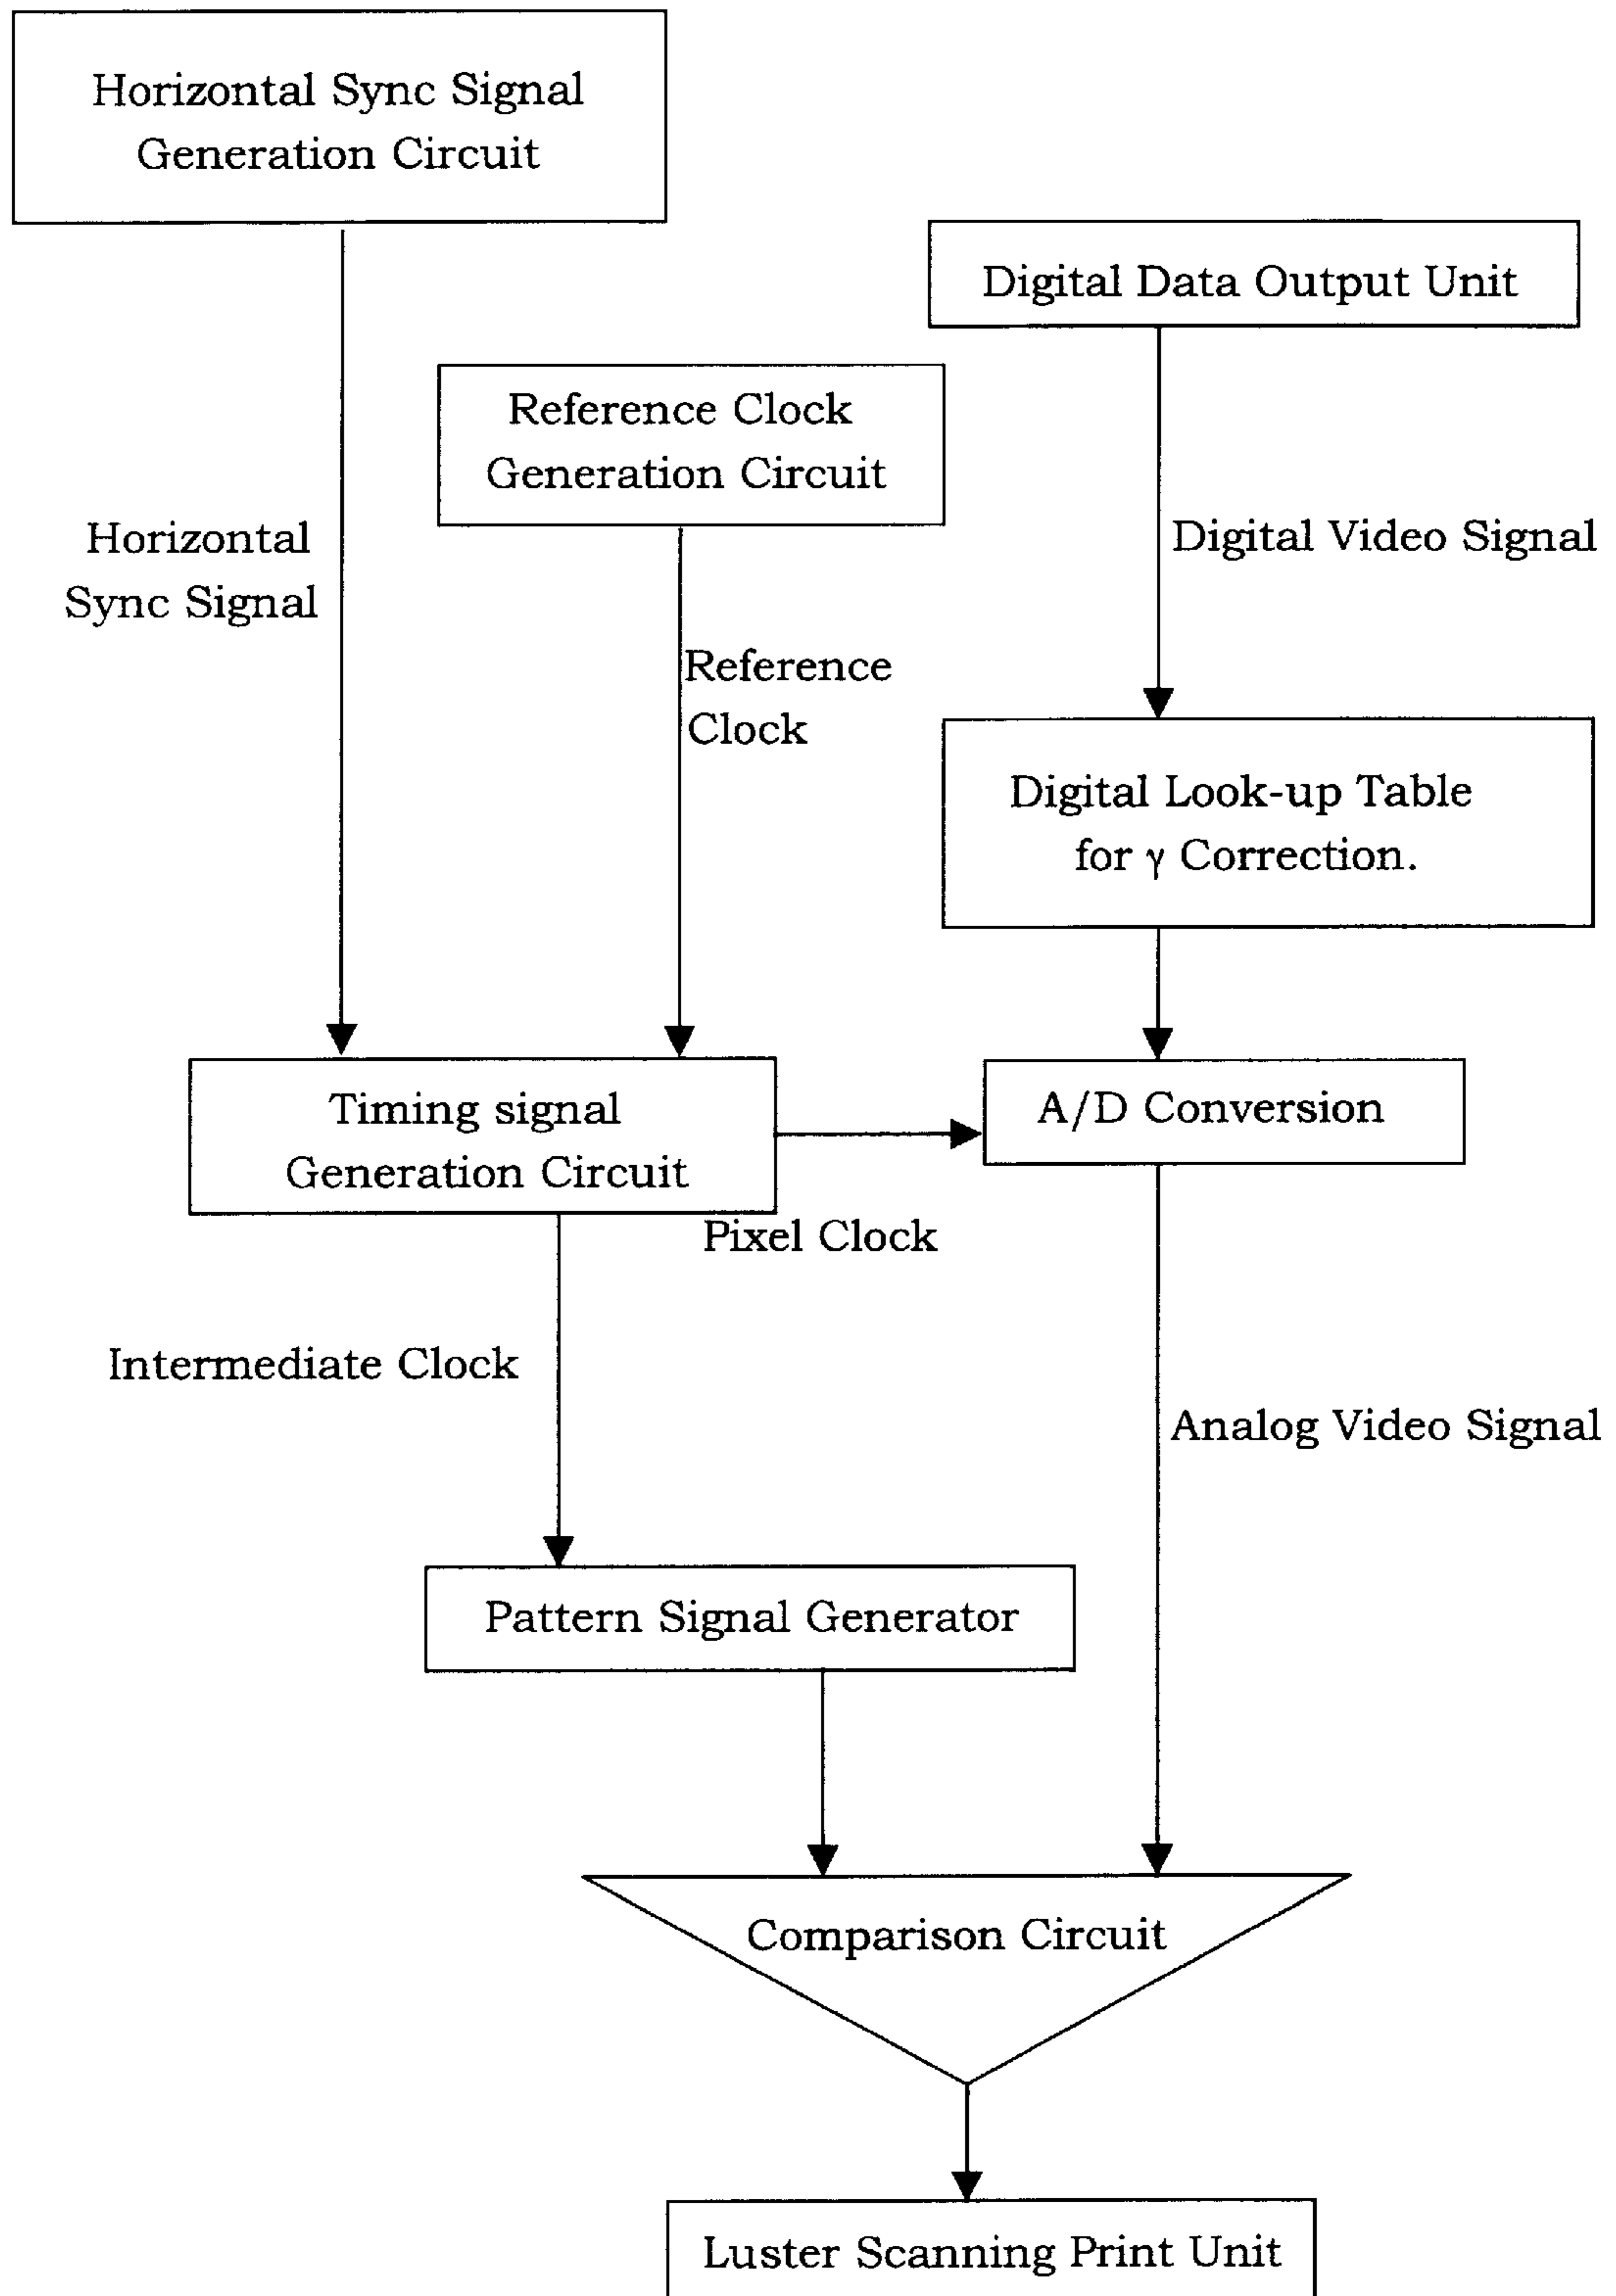 Horizontal Sync Signal
Generation Circuit
Digital Data Output Unit
Reference Clock
Generation Circuit
Horizontal
Sync Signal
Digital Video Signal
Reference
Clock
Digital Look-up Table
for γ Correction.
Timing signal
Generation Circuit
A/D Conversion
Pixel Clock
Intermediate Clock
Analog Video Signal
Pattern Signal Generator
Comparison Circuit
Luster Scanning Print Unit